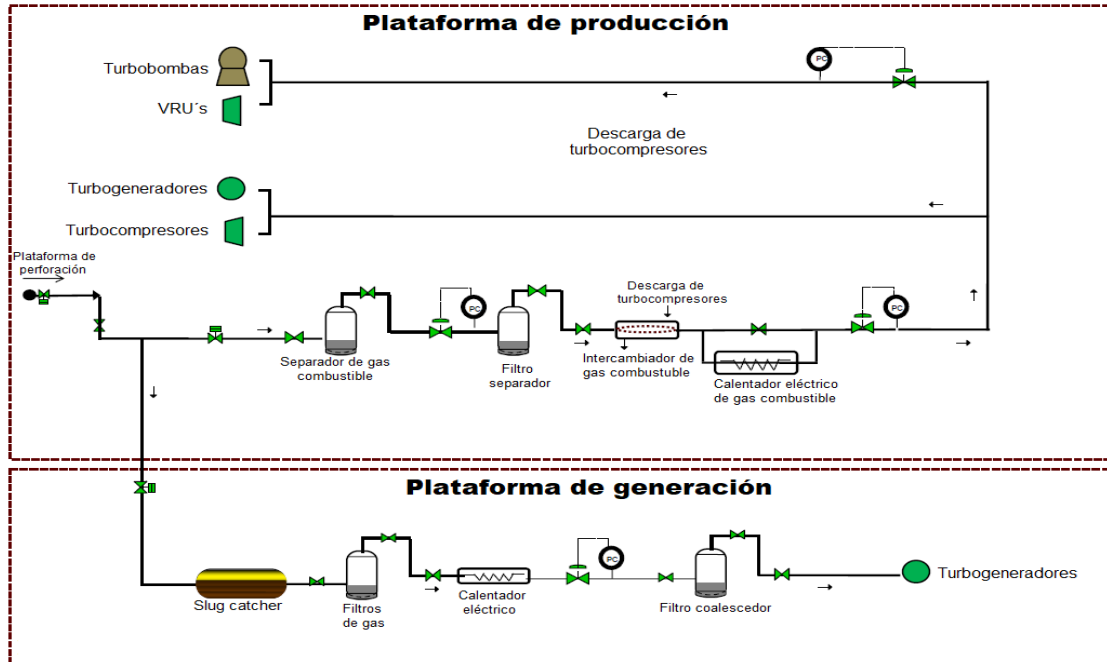 Plataforma de producción
Turbobombas
PC
VRU´s
Descarga de
turbocompresores
Turbogeneradores
Turbocompresores
Plataforma de
perforación
Descarga de
turbocompresores
PC
PC
Separador de gas
combustible
Filtro
separador
Intercambiador de
gas combustuble
Calentador eléctrico
de gas combustible
Plataforma de generación
PC
Turbogeneradores
Slug catcher
Filtros
de gas
Calentador
eléctrico
Filtro coalescedor